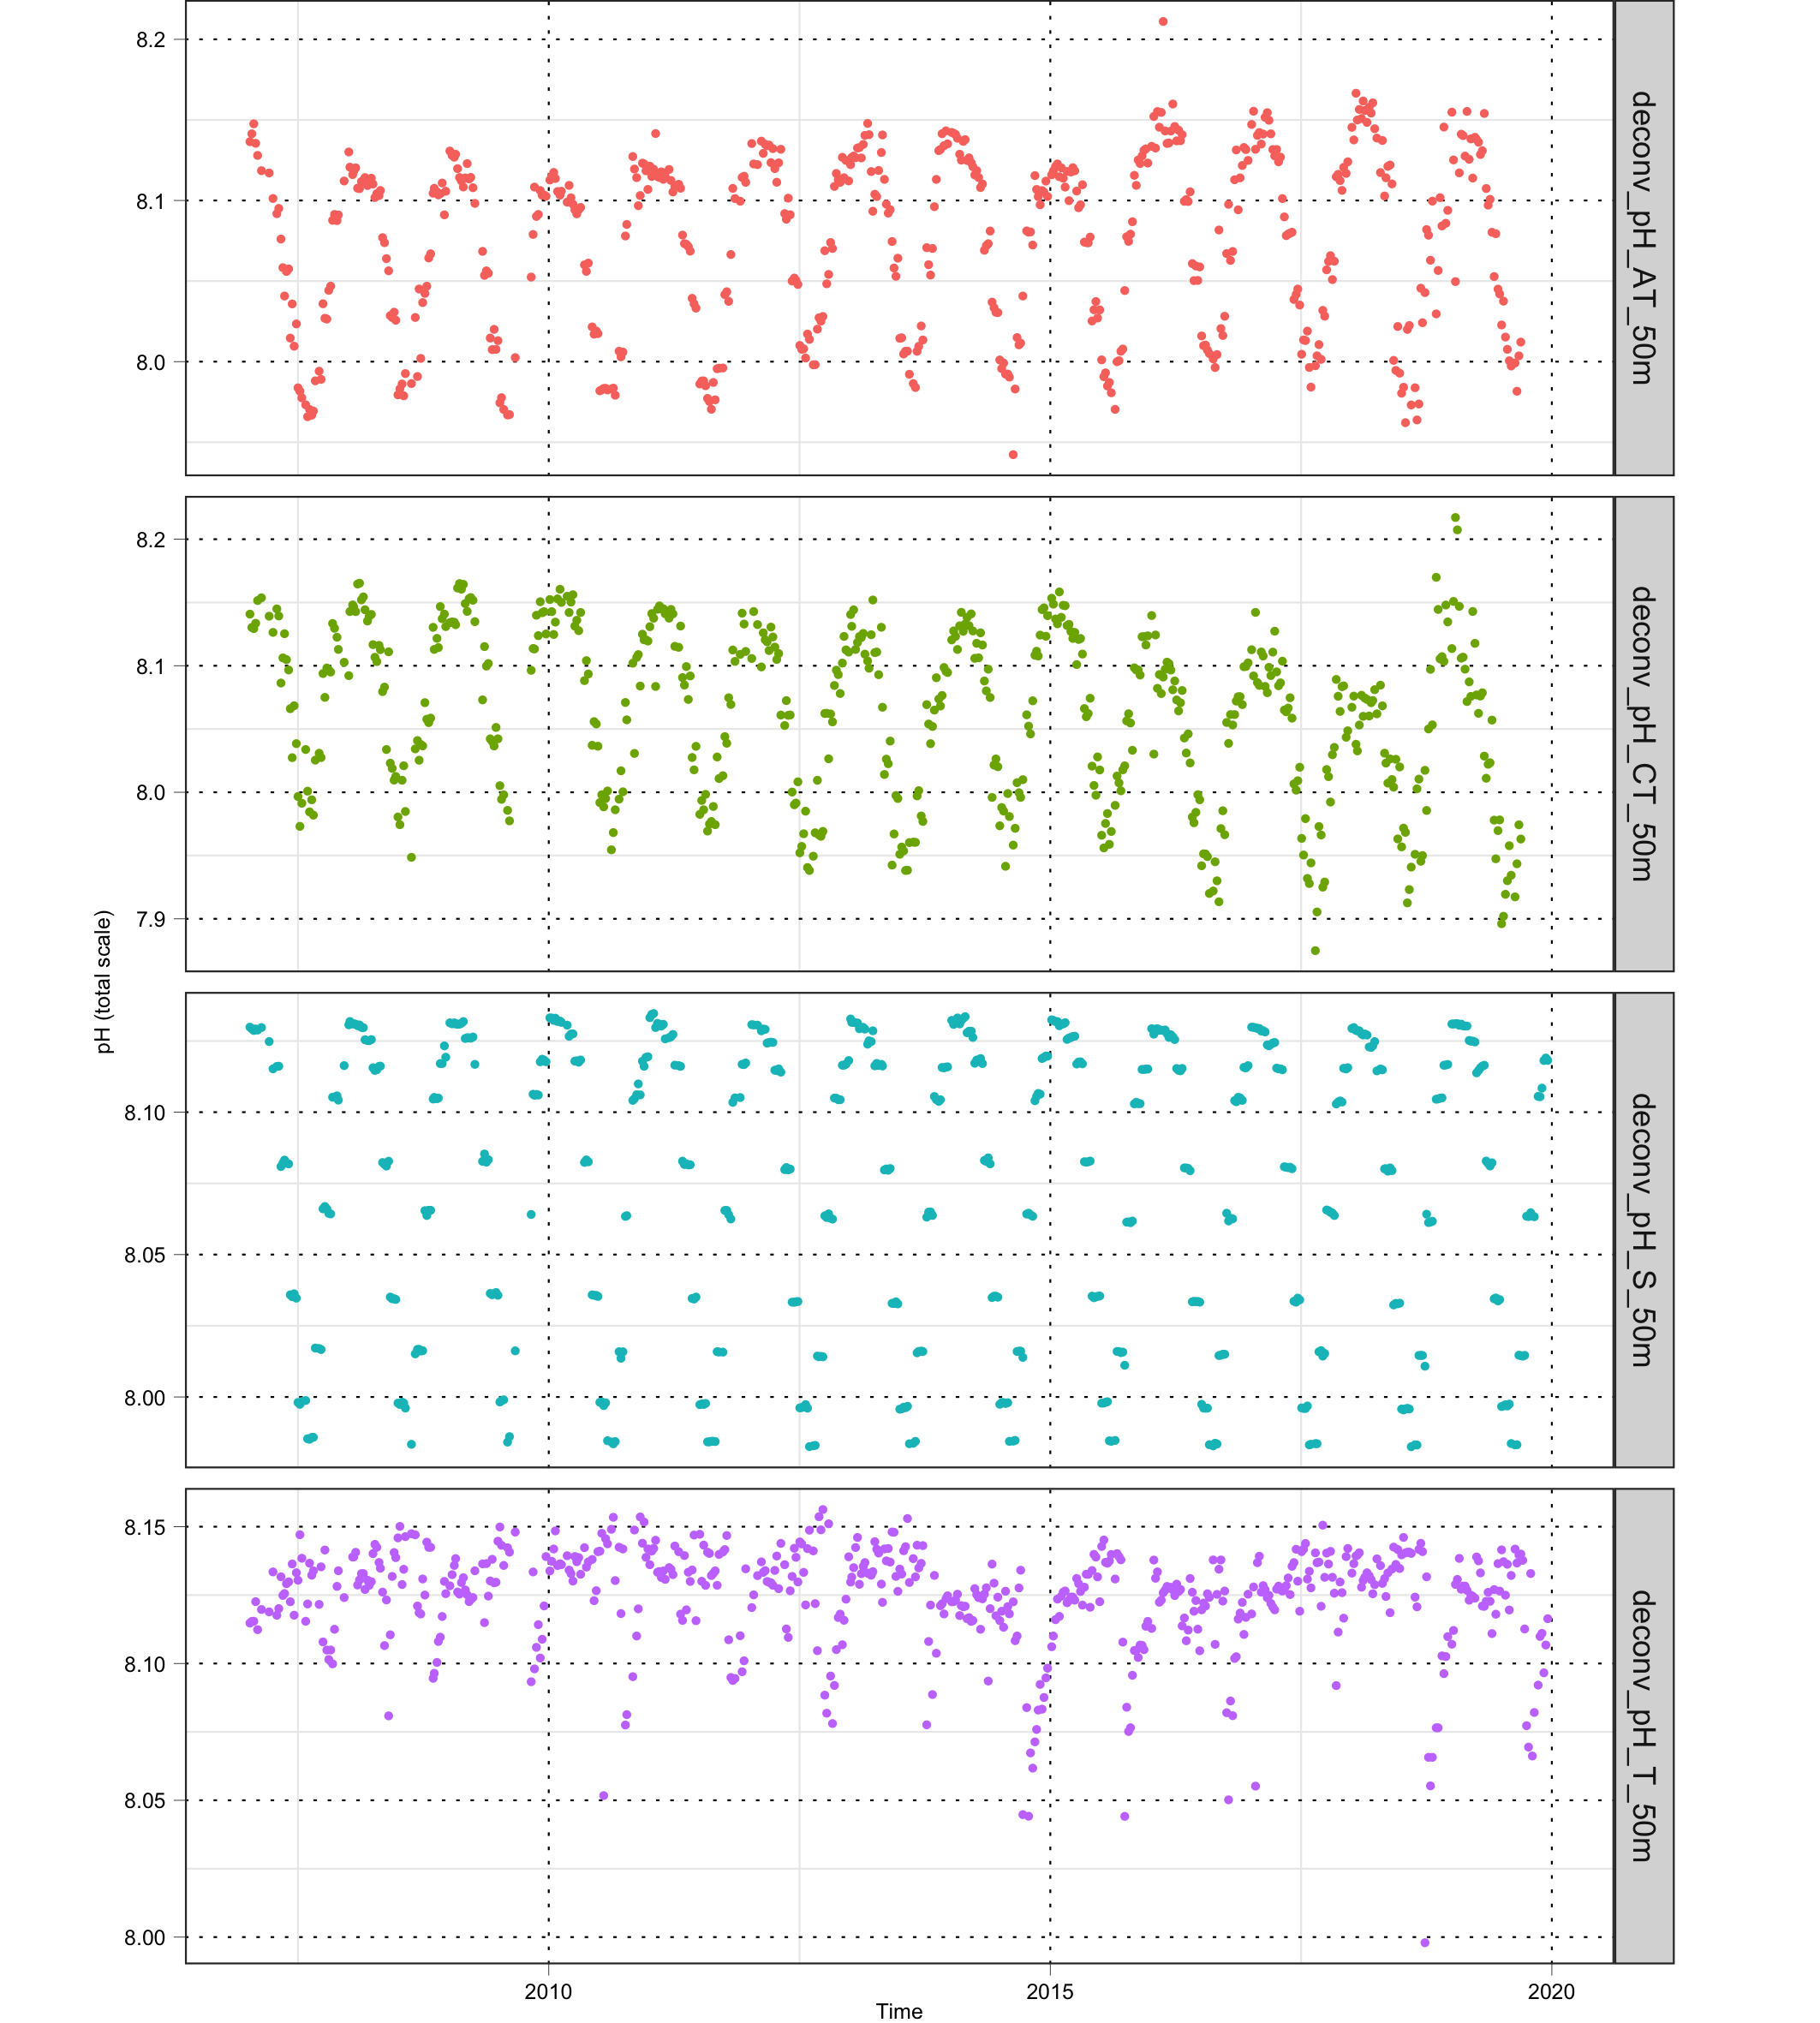 8.2
8.1
8.0
deconv_pH_AT_50m
8.2
8.1
8.0
7.9
deconv_pH_CT_50m
pH (total scale)
8.10
8.05
8.00
deconv_pH_S_50m
8.15
8.10
8.05
8.00
deconv_pH_T_50m
2010
2015
2020
Time